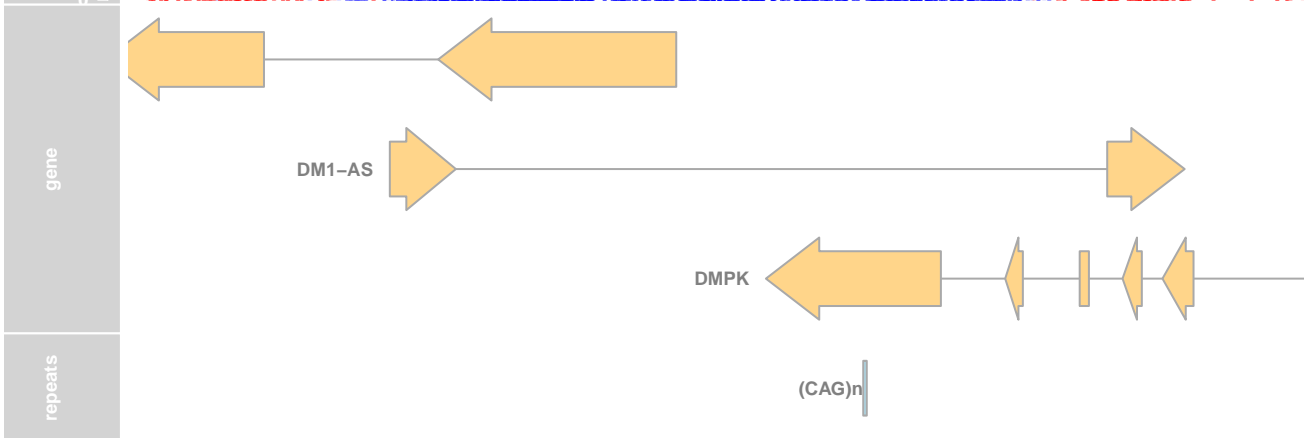 gene
DM1–AS
DMPK
repeats
(CAG)n